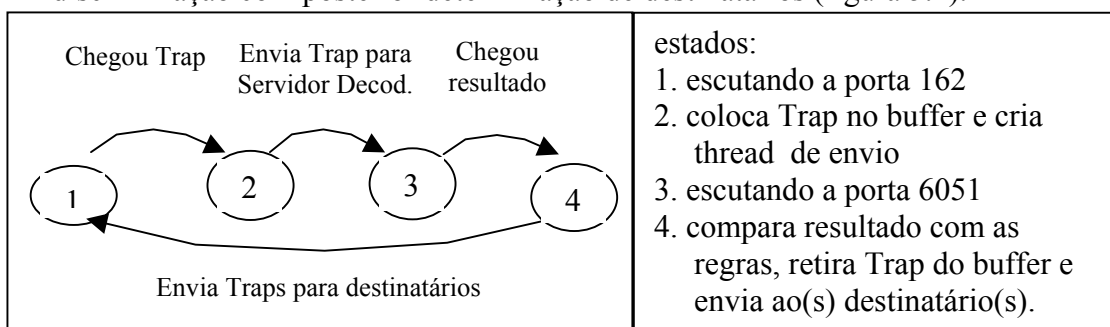 Chegou Trap
Envia Trap para
Servidor Decod.
Chegou
resultado
1
2
3
4
Envia Traps para destinatários
estados:
1. escutando a porta 162
2. coloca Trap no buffer e cria
thread de envio
3. escutando a porta 6051
4. compara resultado com as
regras, retira Trap do buffer e
envia ao(s) destinatário(s).